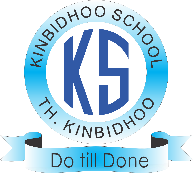 KINBIDHOO SCHOOL
KS
TH. KINBIDHOO
Do till Done